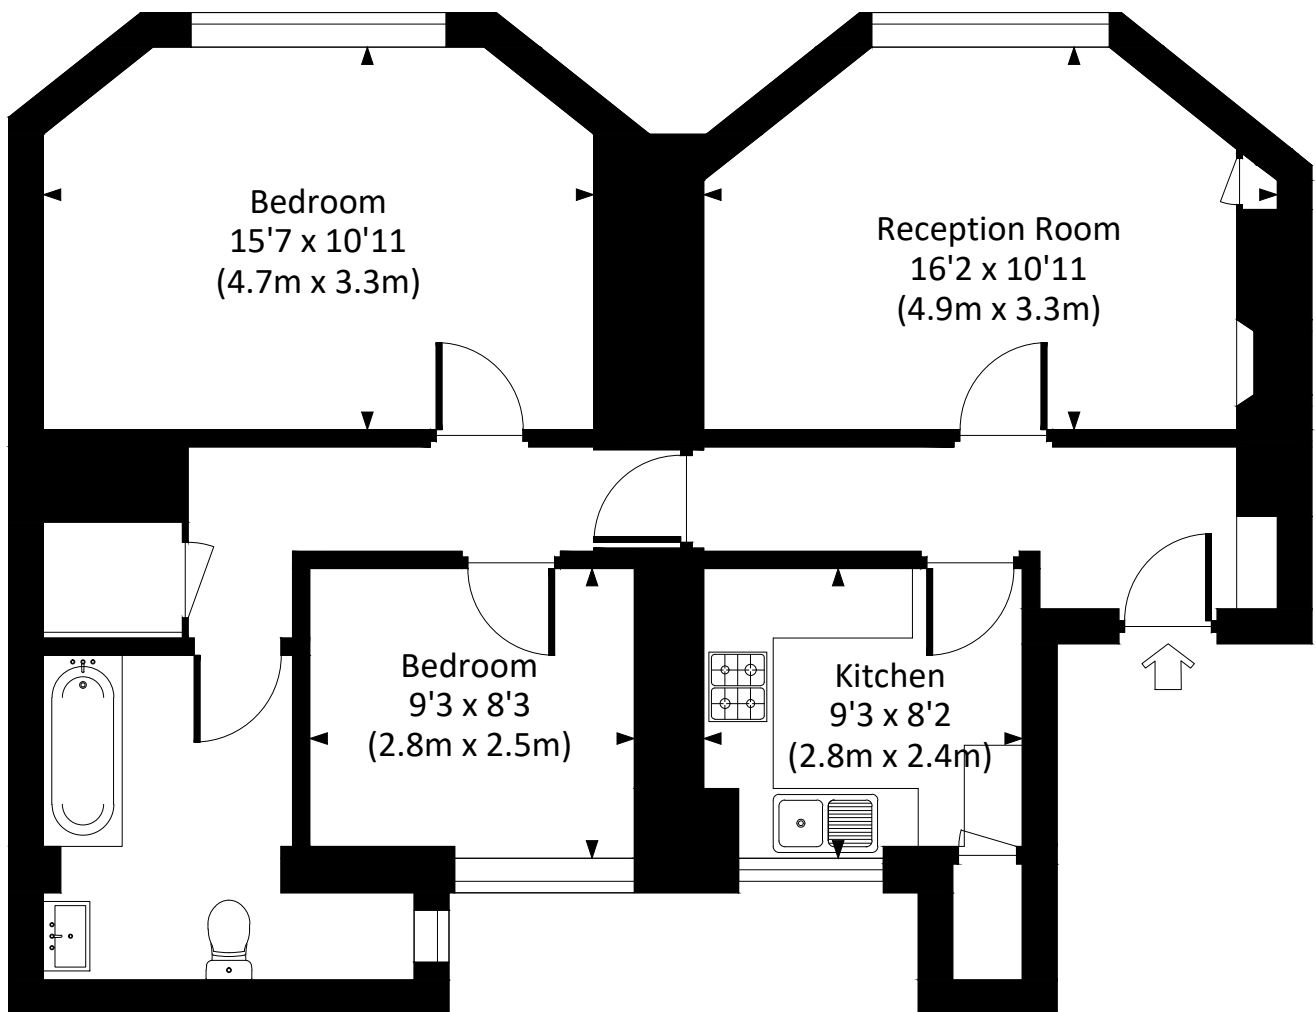 Bedroom
15'7 x 10'11
(4.7m x 3.3m)
Reception Room
16'2 x 10'11
(4.9m x 3.3m)
Bedroom
9'3 x 8'3
(2.8m x 2.5m)
Kitchen
9'3 x 8'2
(2.8m x 2.4m)